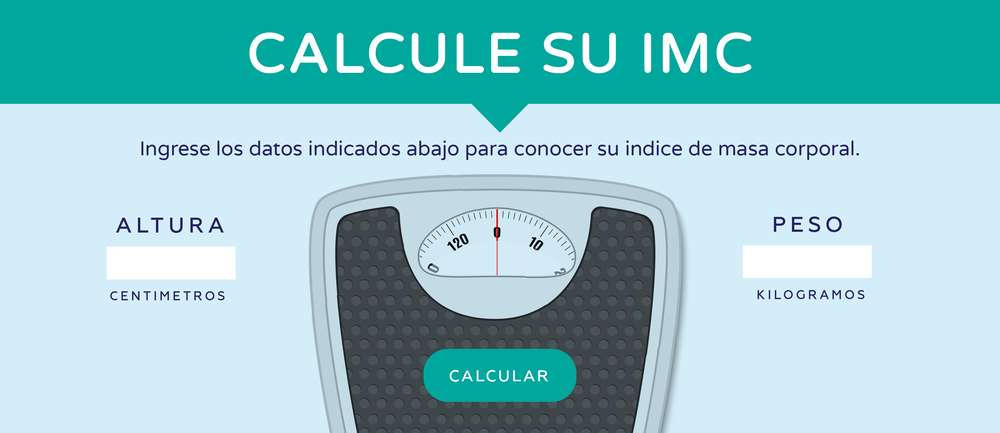 CALCULE SU IMC
Ingrese los datos indicados abajo para conocer su indice de masa corporal.
ALTURA
PESO
120 0 10
CENTIMETROS
KILOGRAMOS
CALCULAR